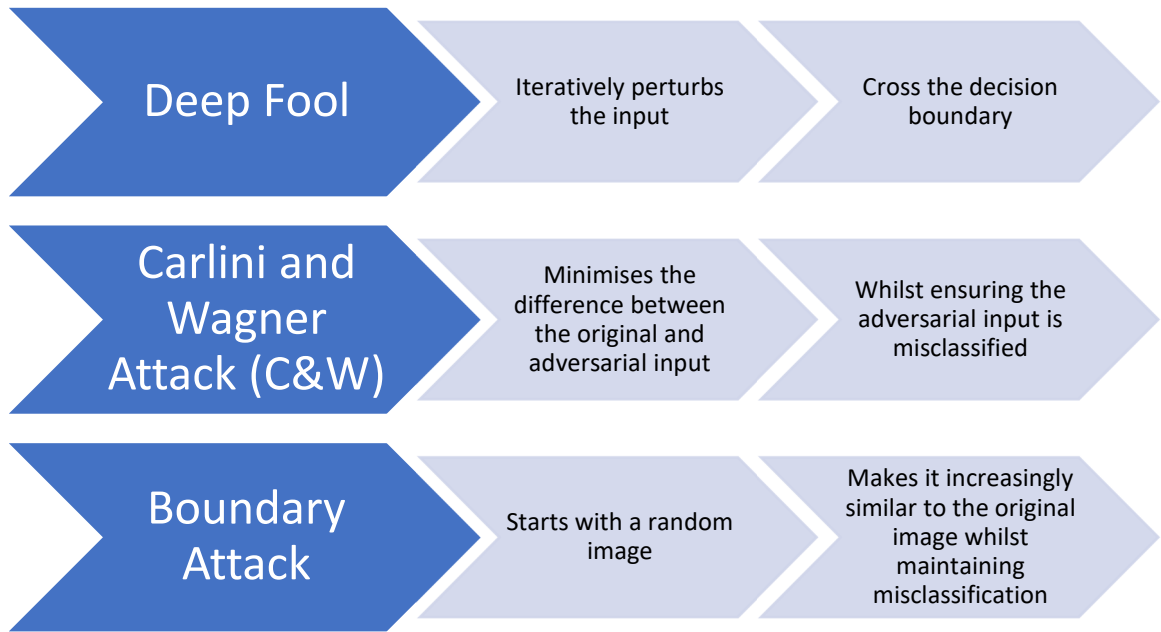 Deep Fool
Iteratively perturbs
the input
Cross the decision
boundary
Carlini and
Wagner
Attack (C&W)
Minimises the
difference between
the original and
adversarial input
Whilst ensuring the
adversarial input is
misclassified
Boundary
Attack
Starts with a random
image
Makes it increasingly
similar to the original
image whilst
maintaining
misclassification